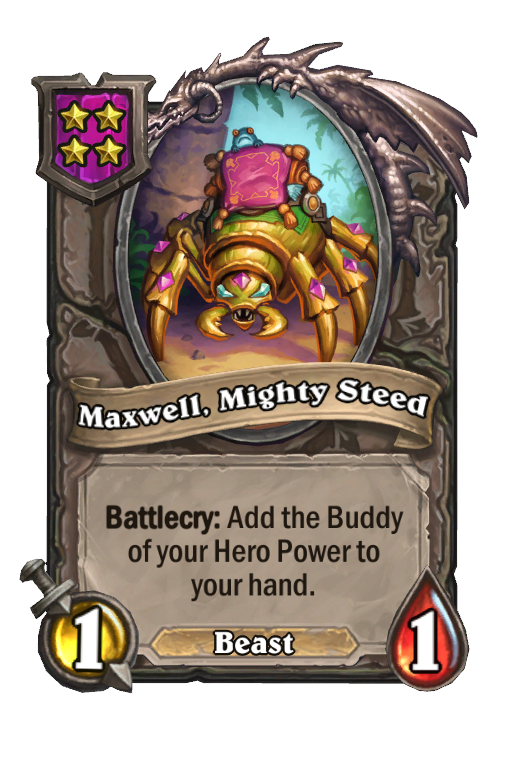 Maxwell, Mighty Steed
Battlecry: Add the Buddy
of your Hero Power to
your hand.
1
Beast
1